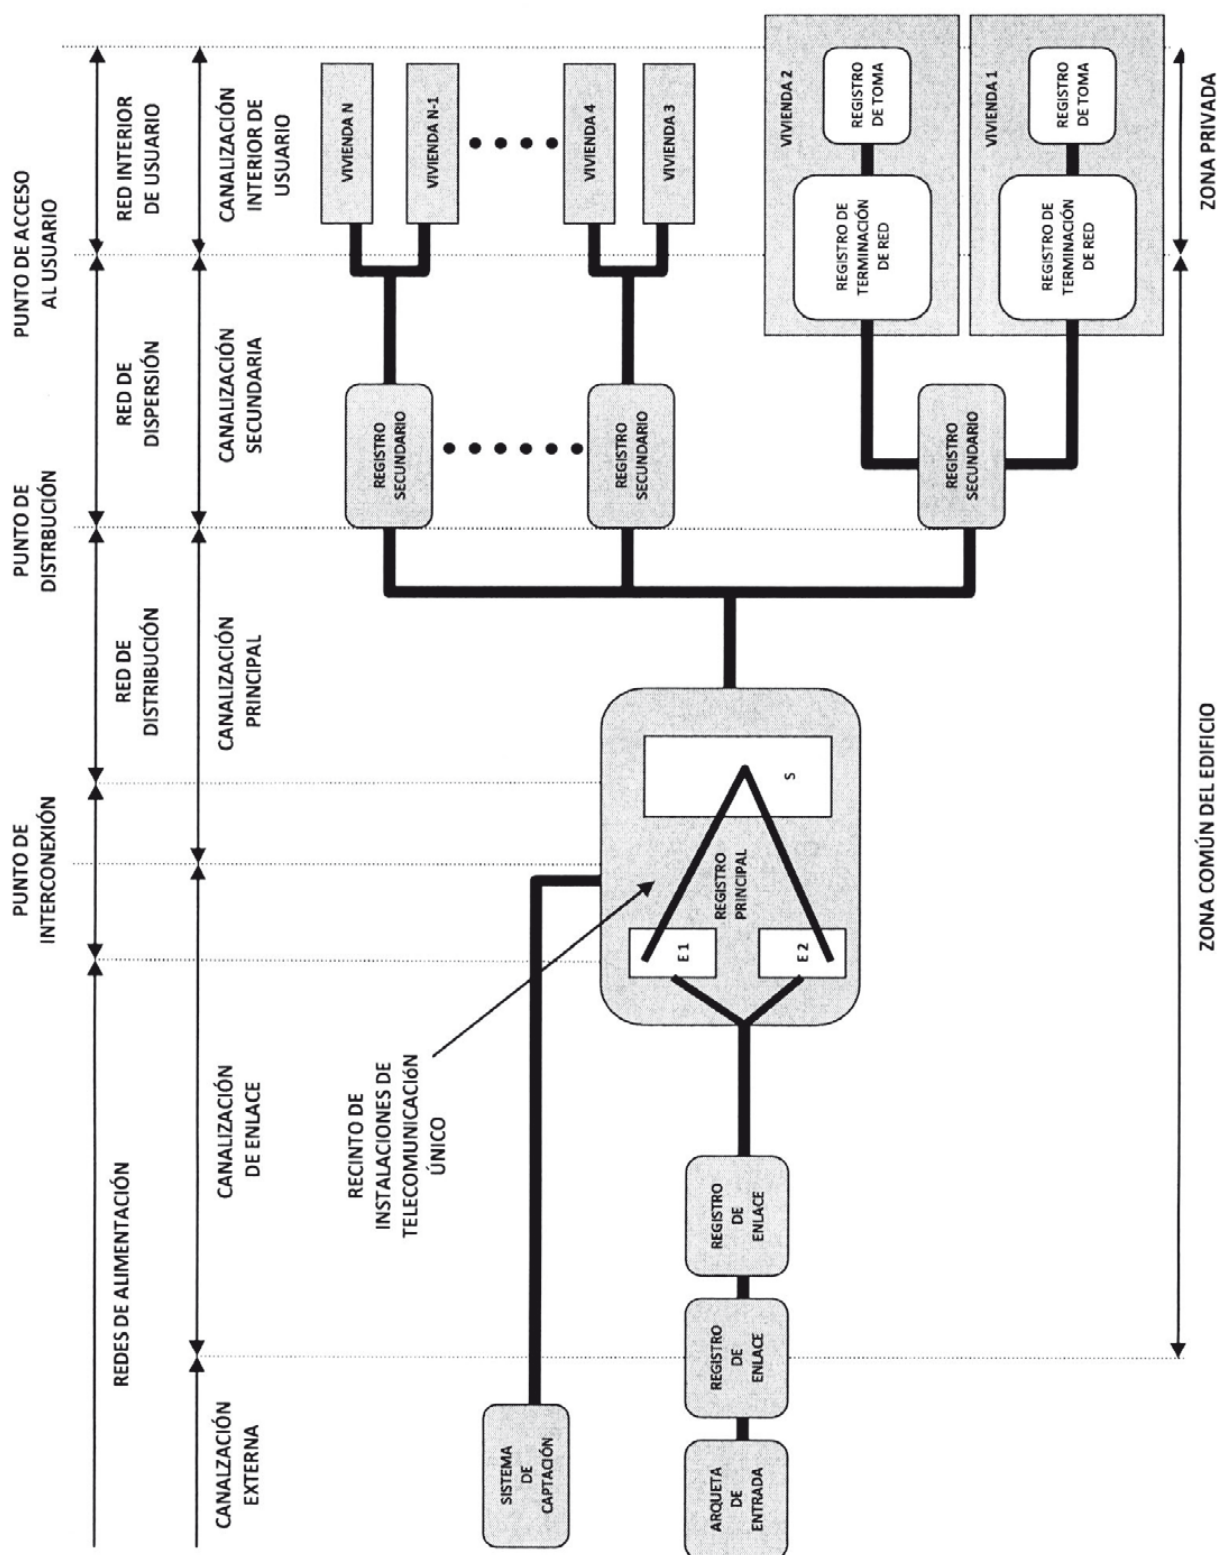 PUNTO DE
INTERCONEXIÓN
PUNTO DE
DISTRBUCIÓN
PUNTO DE ACCESO
AL USUARIO
REDES DE ALIMENTACIÓN
RED DE
DISTRIBUCIÓN
RED DE
DISPERSIÓN
RED INTERIOR
DE USUARIO
CANALZACIÓN
EXTERNA
CANALIZACIÓN
DE ENLACE
CANALIZACIÓN
PRINCIPAL
CANALIZACIÓN
SECUNDARIA
CANALIZACIÓN
INTERIOR DE
USUARIO
RECINTO DE
INSTALACIONES DE
TELECOMUNICACIóN
ÚNICO
SISTEMA
DE
CAPTACIÓN
ARQUETA
DE
ENTRADA
REGISTRO
DE
ENLACE
REGISTRO
DE
ENLACE
E 1
E 2
REGISTRO
PRINCIPAL
S
REGISTRO
SECUNDARIO
REGISTRO
SECUNDARIO
REGISTRO
SECUNDARIO
VIVIENDA N
VIVIENDA N-1
VIVIENDA 4
VIVIENDA 3
VIVIENDA 2
REGISTRO DE
TERMINACIÓN
DE RED
REGISTRO
DE TOMA
VIVIENDA 1
REGISTRO DE
TERMINACIÓN
DE RED
REGISTRO
DE TOMA
ZONA COMÚN DEL EDIFICIO
ZONA PRIVADA